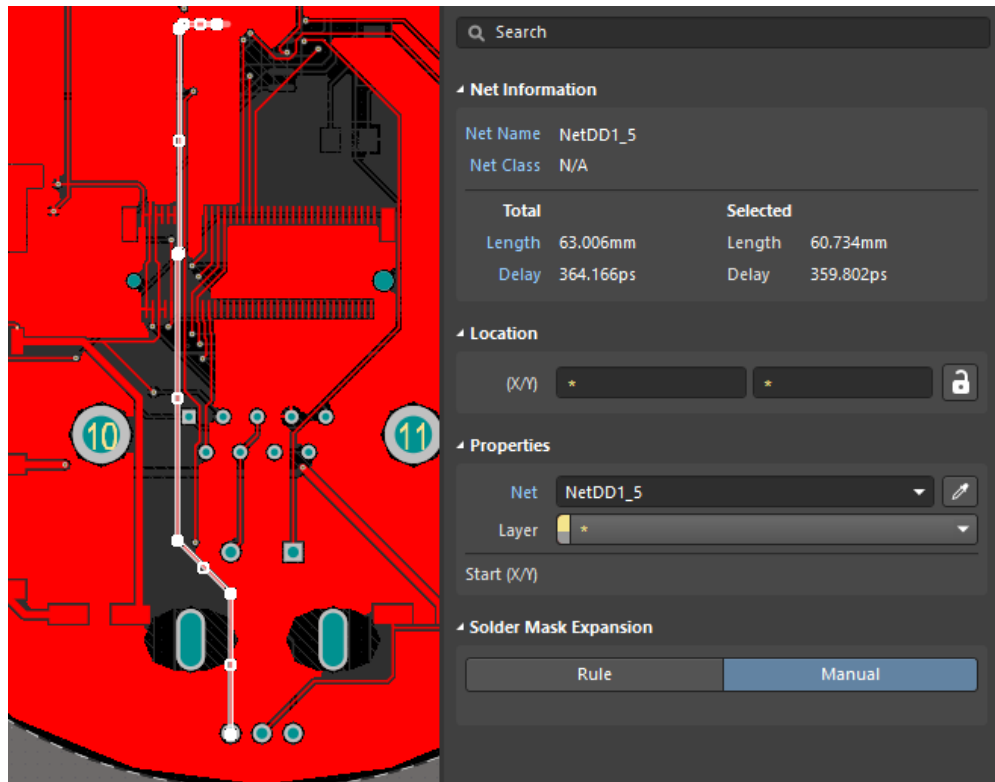 Search
Net Information
Net Name NetDD1_5
Net Class N/A
Total Selected
Length 63.006mm Length 60.734mm
Delay 364.166ps Delay 359.802ps
Location
(X/Y) * *
Properties
Net NetDD1_5
Layer *
Start (X/Y)
Solder Mask Expansion
Rule Manual
10 11